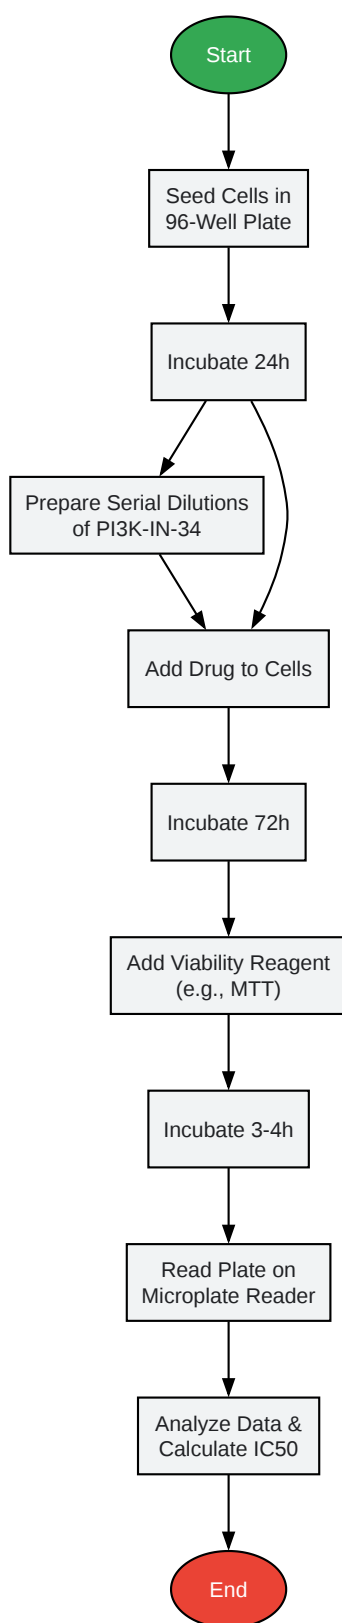 Start
Seed Cells in
96-Well Plate
Incubate 24h
Prepare Serial Dilutions
of PI3K-IN-34
Add Drug to Cells
Incubate 72h
Add Viability Reagent
(e.g., MTT)
Incubate 3-4h
Read Plate on
Microplate Reader
Analyze Data &
Calculate IC50
End